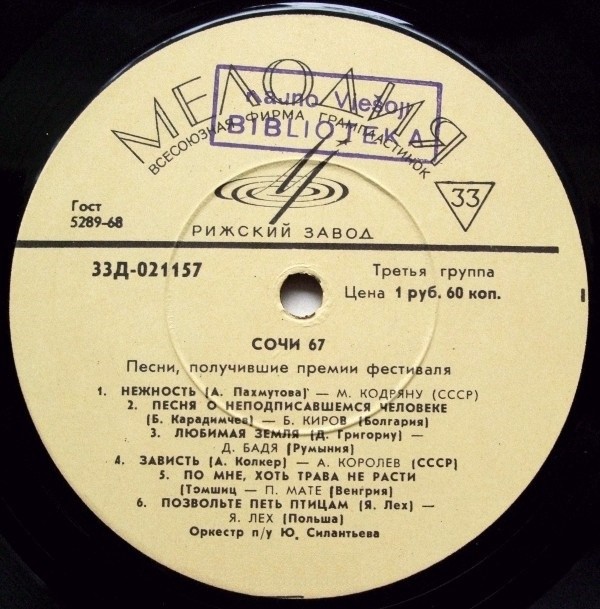 МЕЛОДИЯ
ВСЕСОЮЗНАЯ ФИРМА ГРАМПЛАСТИНОК
Rajno Viešoji
BIBLIOTEKA
33
Гост
5289-68
РИЖСКИЙ ЗАВОД
33Д-021157
Третья группа
Цена 1 руб. 60 коп.
СОЧИ 67
Песни, получившие премии фестиваля
1. НЕЖНОСТЬ (А. Пахмутова) — М. КОДРЯНУ (СССР)
2. ПЕСНЯ О НЕПОДПИСАВШЕМСЯ ЧЕЛОВЕКЕ
(Б. Карадимчев) — Б. КИРОВ (Болгария)
3. ЛЮБИМАЯ ЗЕМЛЯ (Д. Григориу) —
Д. БАДЯ (Румыния)
4. ЗАВИСТЬ (А. Колкер) — А. КОРОЛЕВ (СССР)
5. ПО МНЕ, ХОТЬ ТРАВА НЕ РАСТИ
(Тэмшиц — П. МАТЕ (Венгрия)
6. ПОЗВОЛЬТЕ ПЕТЬ ПТИЦАМ (Я. Лех) —
Я. ЛЕХ (Польша)
Оркестр п/у Ю. Силантьева